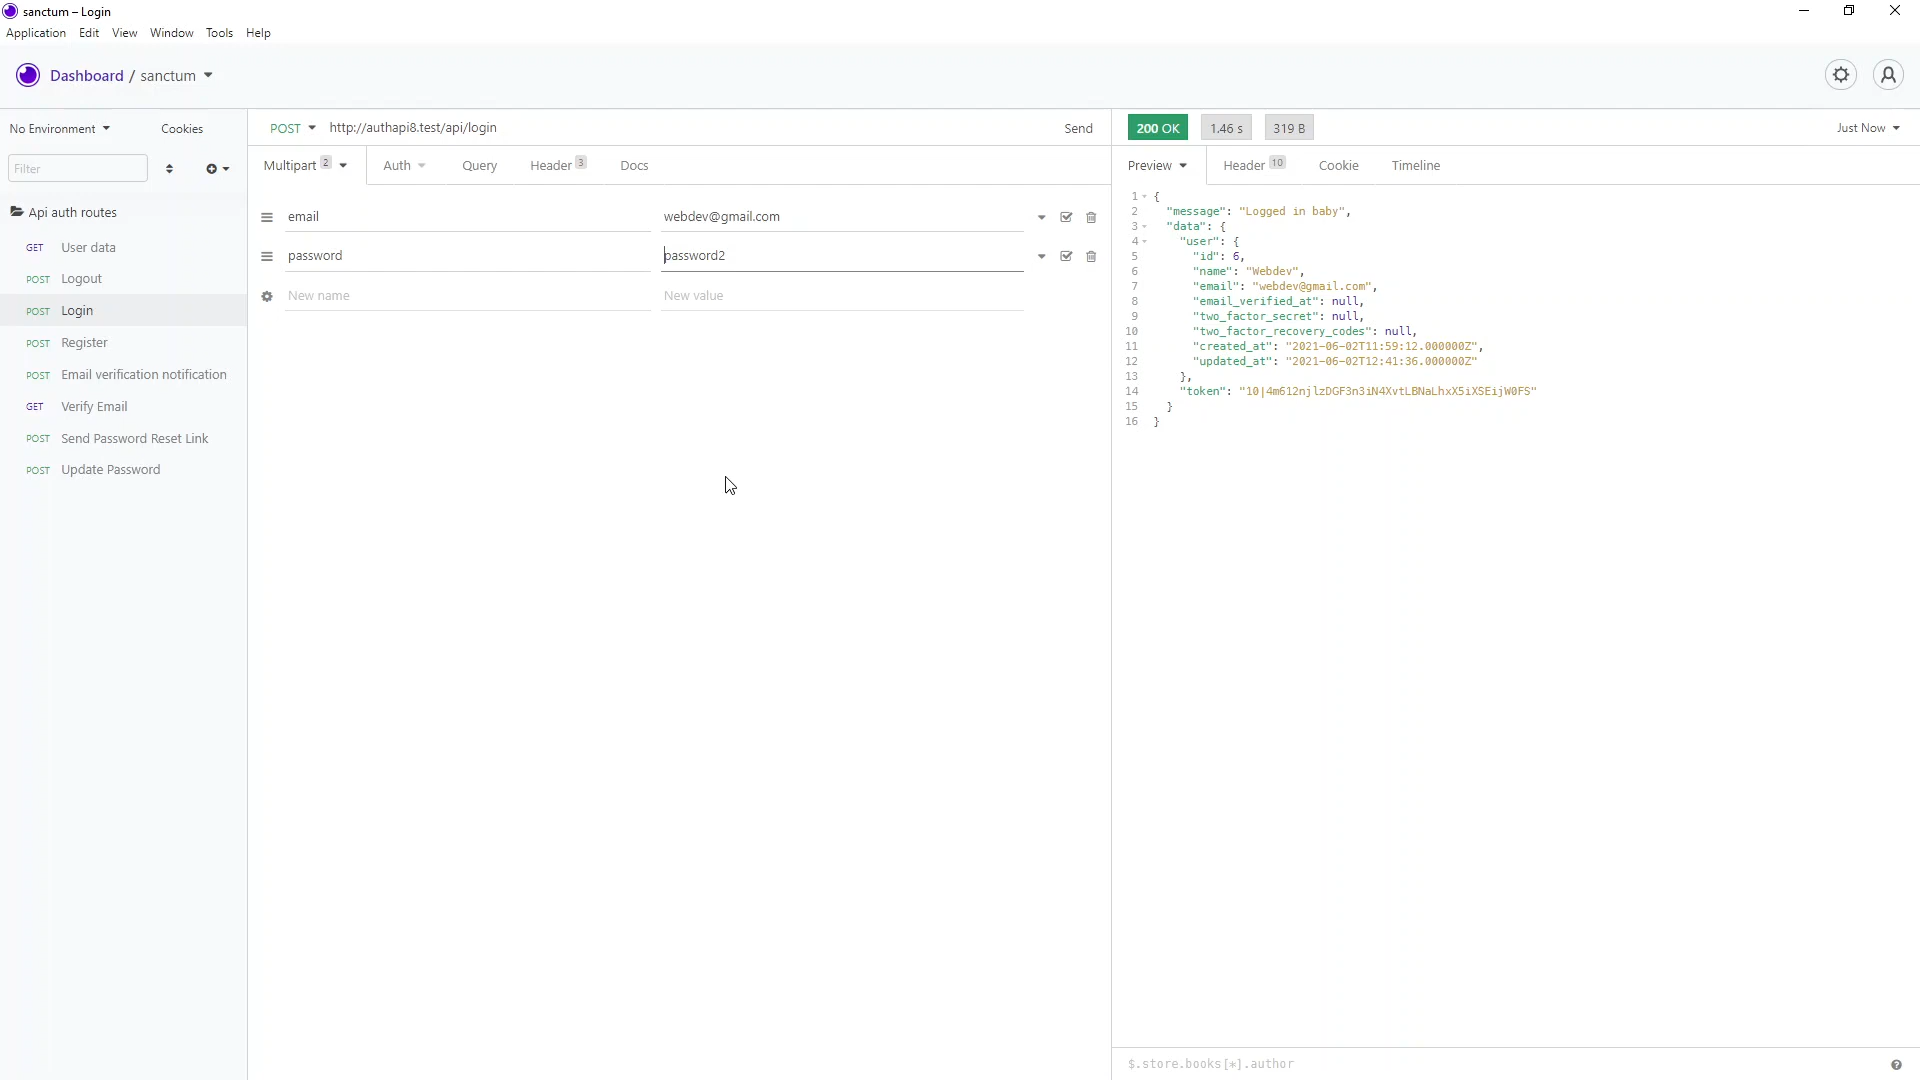 sanctum – Login
Application Edit View Window Tools Help
Dashboard / sanctum
No Environment Cookies
Filter
Api auth routes
GET User data
POST Logout
POST Login
POST Register
POST Email verification notification
GET Verify Email
POST Send Password Reset Link
POST Update Password
POST http://authapi8.test/api/login Send
Multipart 2 Auth Query Header 3 Docs
email webdev@gmail.com
password password2
New name New value
200 OK 1.46 s 319 B Just Now
Preview Header 10 Cookie Timeline
1 {
2 "message": "Logged in baby",
3 "data": {
4 "user": {
5 "id": 6,
6 "name": "Webdev",
7 "email": "webdev@gmail.com",
8 "email_verified_at": null,
9 "two_factor_secret": null,
10 "two_factor_recovery_codes": null,
11 "created_at": "2021-06-02T11:59:12.000000Z",
12 "updated_at": "2021-06-02T12:41:36.000000Z"
13 },
14 "token": "10|4m612njlzDGF3n3iN4XvtLBNaLhxX5iXSEijW0FS"
15 }
16 }
$.store.books[*].author